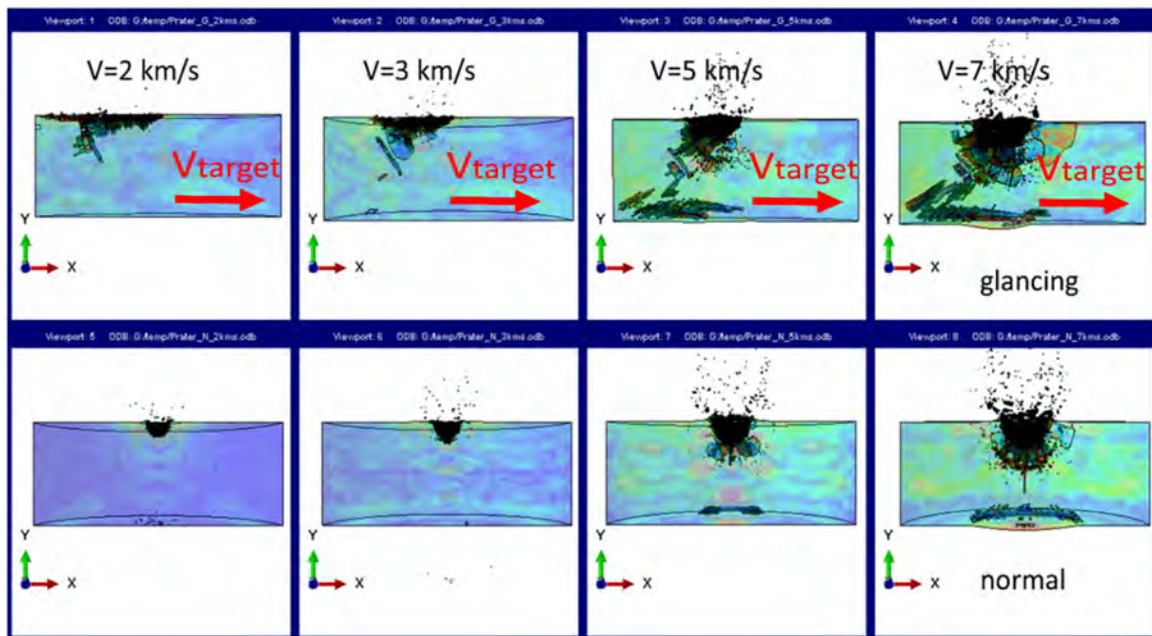 Viewport: 1 ODB: G:/temp/Prater_G_2kms.odb
Viewport: 2 ODB: G:/temp/Prater_G_3kms.odb
Viewport: 3 ODB: G:/temp/Prater_G_5kms.odb
Viewport: 4 ODB: G:/temp/Prater_G_7kms.odb
V=2 km/s
V=3 km/s
V=5 km/s
V=7 km/s
Vtarget
Vtarget
Vtarget
Vtarget
Y
X
Y
X
Y
X
Y
X
glancing
Viewport: 5 ODB: G:/temp/Prater_N_2kms.odb
Viewport: 6 ODB: G:/temp/Prater_N_3kms.odb
Viewport: 7 ODB: G:/temp/Prater_N_5kms.odb
Viewport: 8 ODB: G:/temp/Prater_N_7kms.odb
Y
X
Y
X
Y
X
Y
X
normal